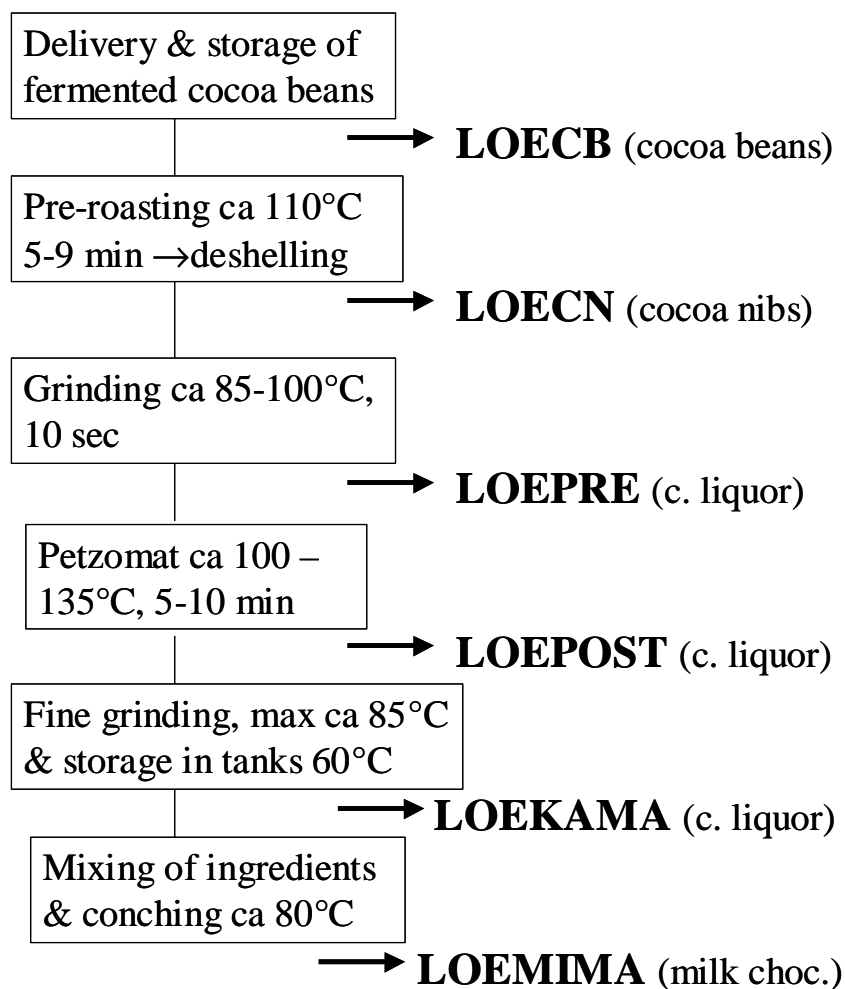 Delivery & storage of
fermented cocoa beans
LOECB (cocoa beans)
Pre-roasting ca 110°C
5-9 min →deshelling
LOECN (cocoa nibs)
Grinding ca 85-100°C,
10 sec
LOEPRE (c. liquor)
Petzomat ca 100 –
135°C, 5-10 min
LOEPOST (c. liquor)
Fine grinding, max ca 85°C
& storage in tanks 60°C
LOEKAMA (c. liquor)
Mixing of ingredients
& conching ca 80°C
LOEMIMA (milk choc.)